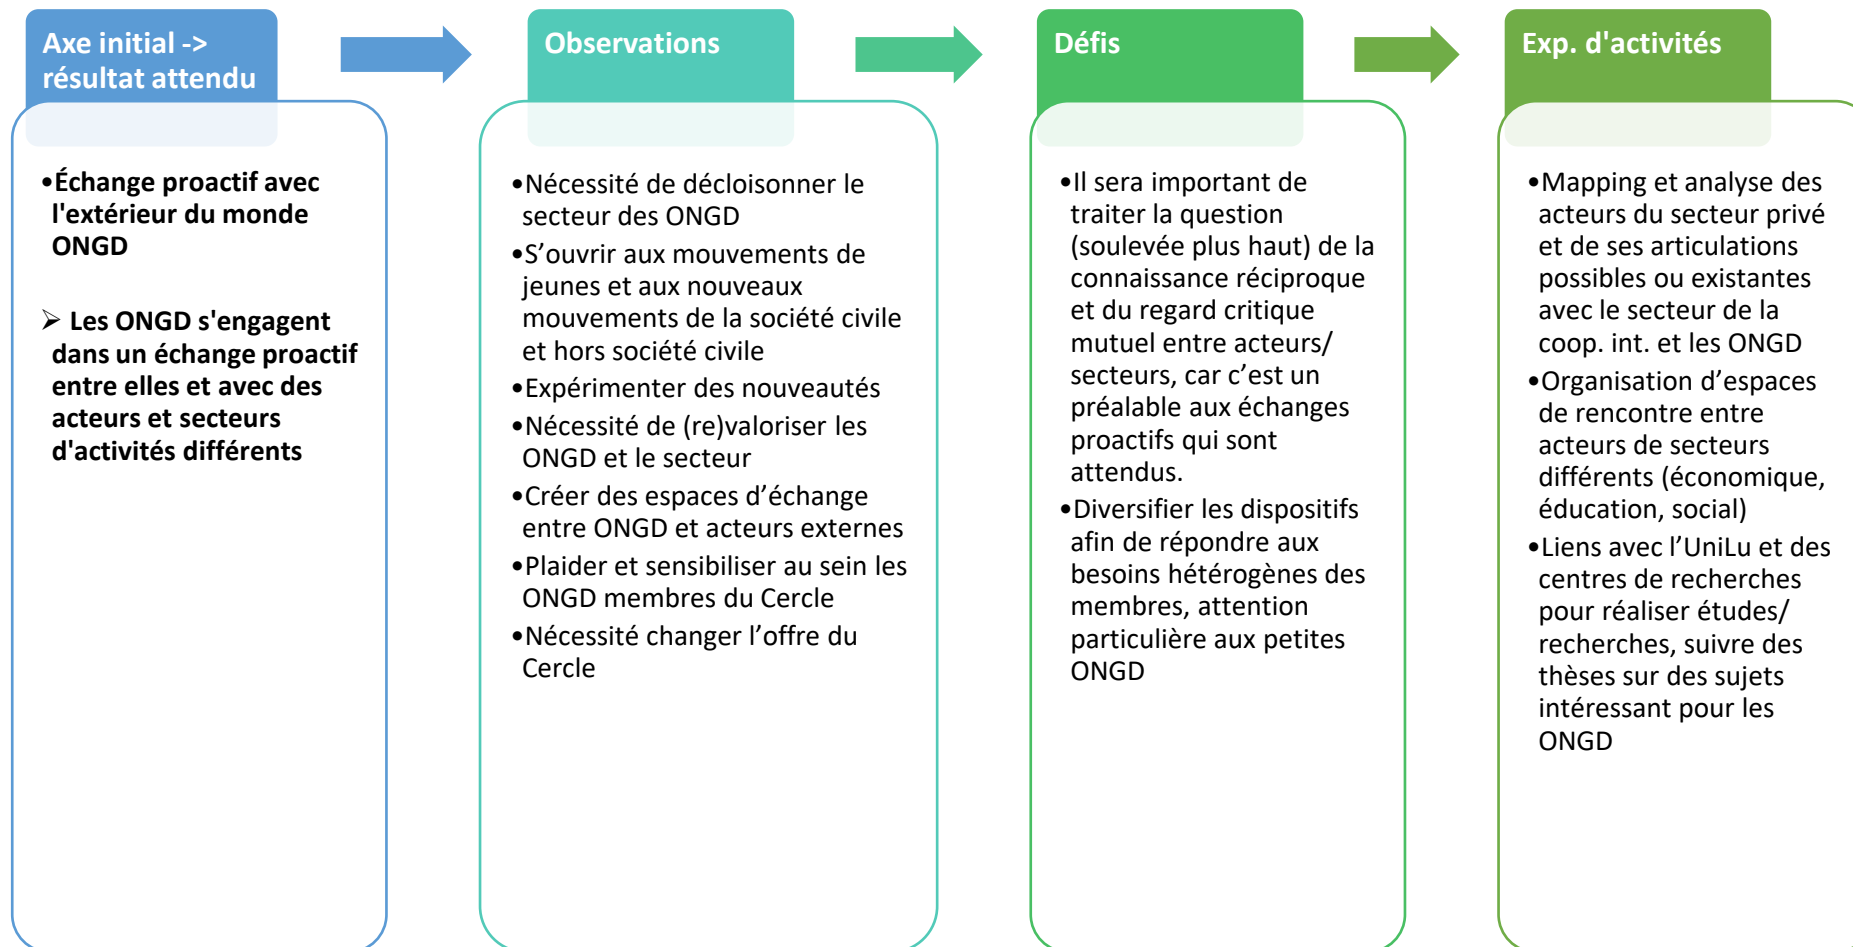 Axe initial ->
résultat attendu
•Échange proactif avec
l'extérieur du monde
ONGD
➢ Les ONGD s'engagent
dans un échange proactif
entre elles et avec des
acteurs et secteurs
d'activités différents
Observations
•Nécessité de décloisonner le
secteur des ONGD
•S’ouvrir aux mouvements de
jeunes et aux nouveaux
mouvements de la société civile
et hors société civile
•Expérimenter des nouveautés
•Nécessité de (re)valoriser les
ONGD et le secteur
•Créer des espaces d’échange
entre ONGD et acteurs externes
•Plaider et sensibiliser au sein les
ONGD membres du Cercle
•Nécessité changer l’offre du
Cercle
Défis
•Il sera important de
traiter la question
(soulevée plus haut) de la
connaissance réciproque
et du regard critique
mutuel entre acteurs/
secteurs, car c’est un
préalable aux échanges
proactifs qui sont
attendus.
•Diversifier les dispositifs
afin de répondre aux
besoins hétérogènes des
membres, attention
particulière aux petites
ONGD
Exp. d'activités
•Mapping et analyse des
acteurs du secteur privé
et de ses articulations
possibles ou existantes
avec le secteur de la
coop. int. et les ONGD
•Organisation d’espaces
de rencontre entre
acteurs de secteurs
différents (économique,
éducation, social)
•Liens avec l’UniLu et des
centres de recherches
pour réaliser études/
recherches, suivre des
thèses sur des sujets
intéressant pour les
ONGD